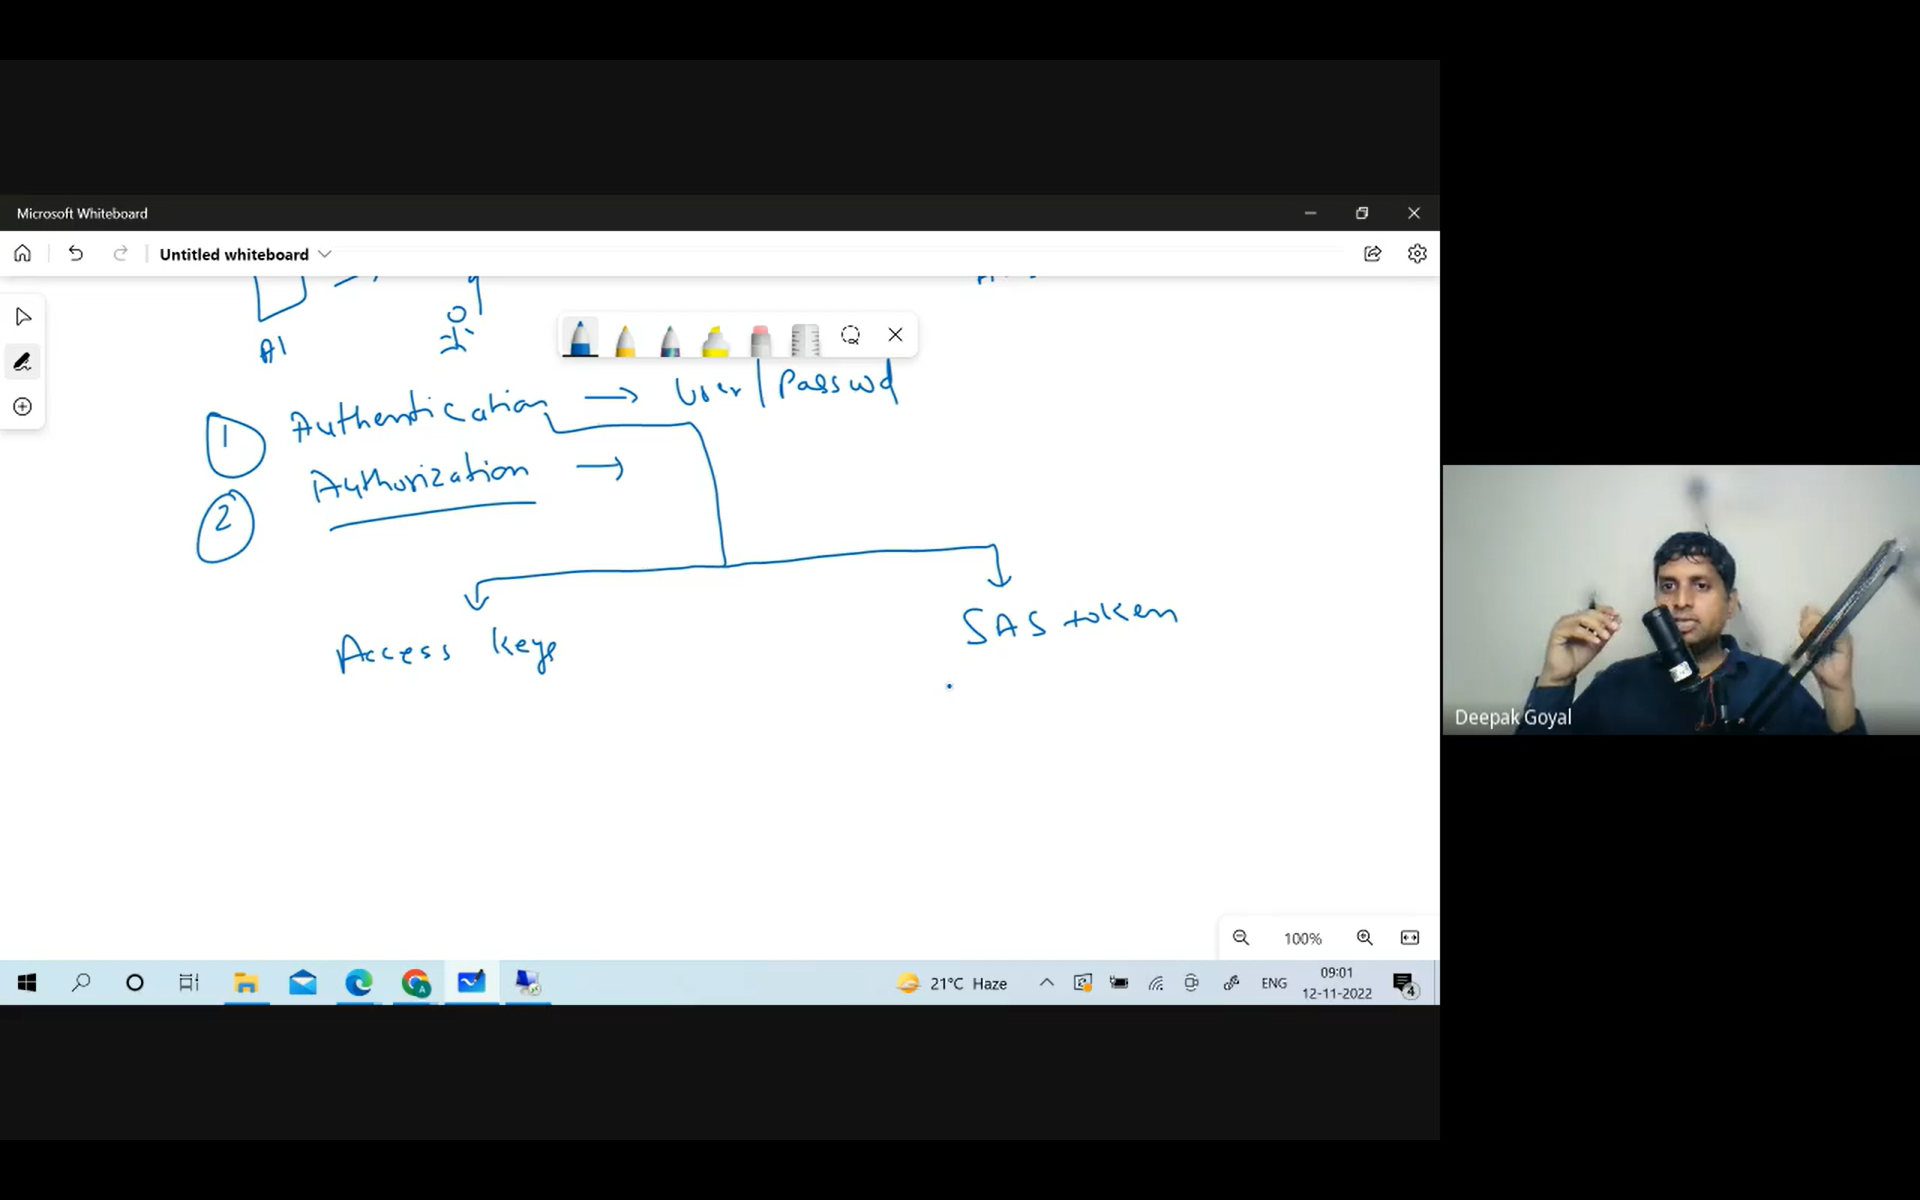 Microsoft Whiteboard
Untitled whiteboard
A1
1 Authentication → User | Passwd
2 Authorization →
Access keys
SAS token
Deepak Goyal
100%
21°C Haze
ENG
09:01
12-11-2022
4